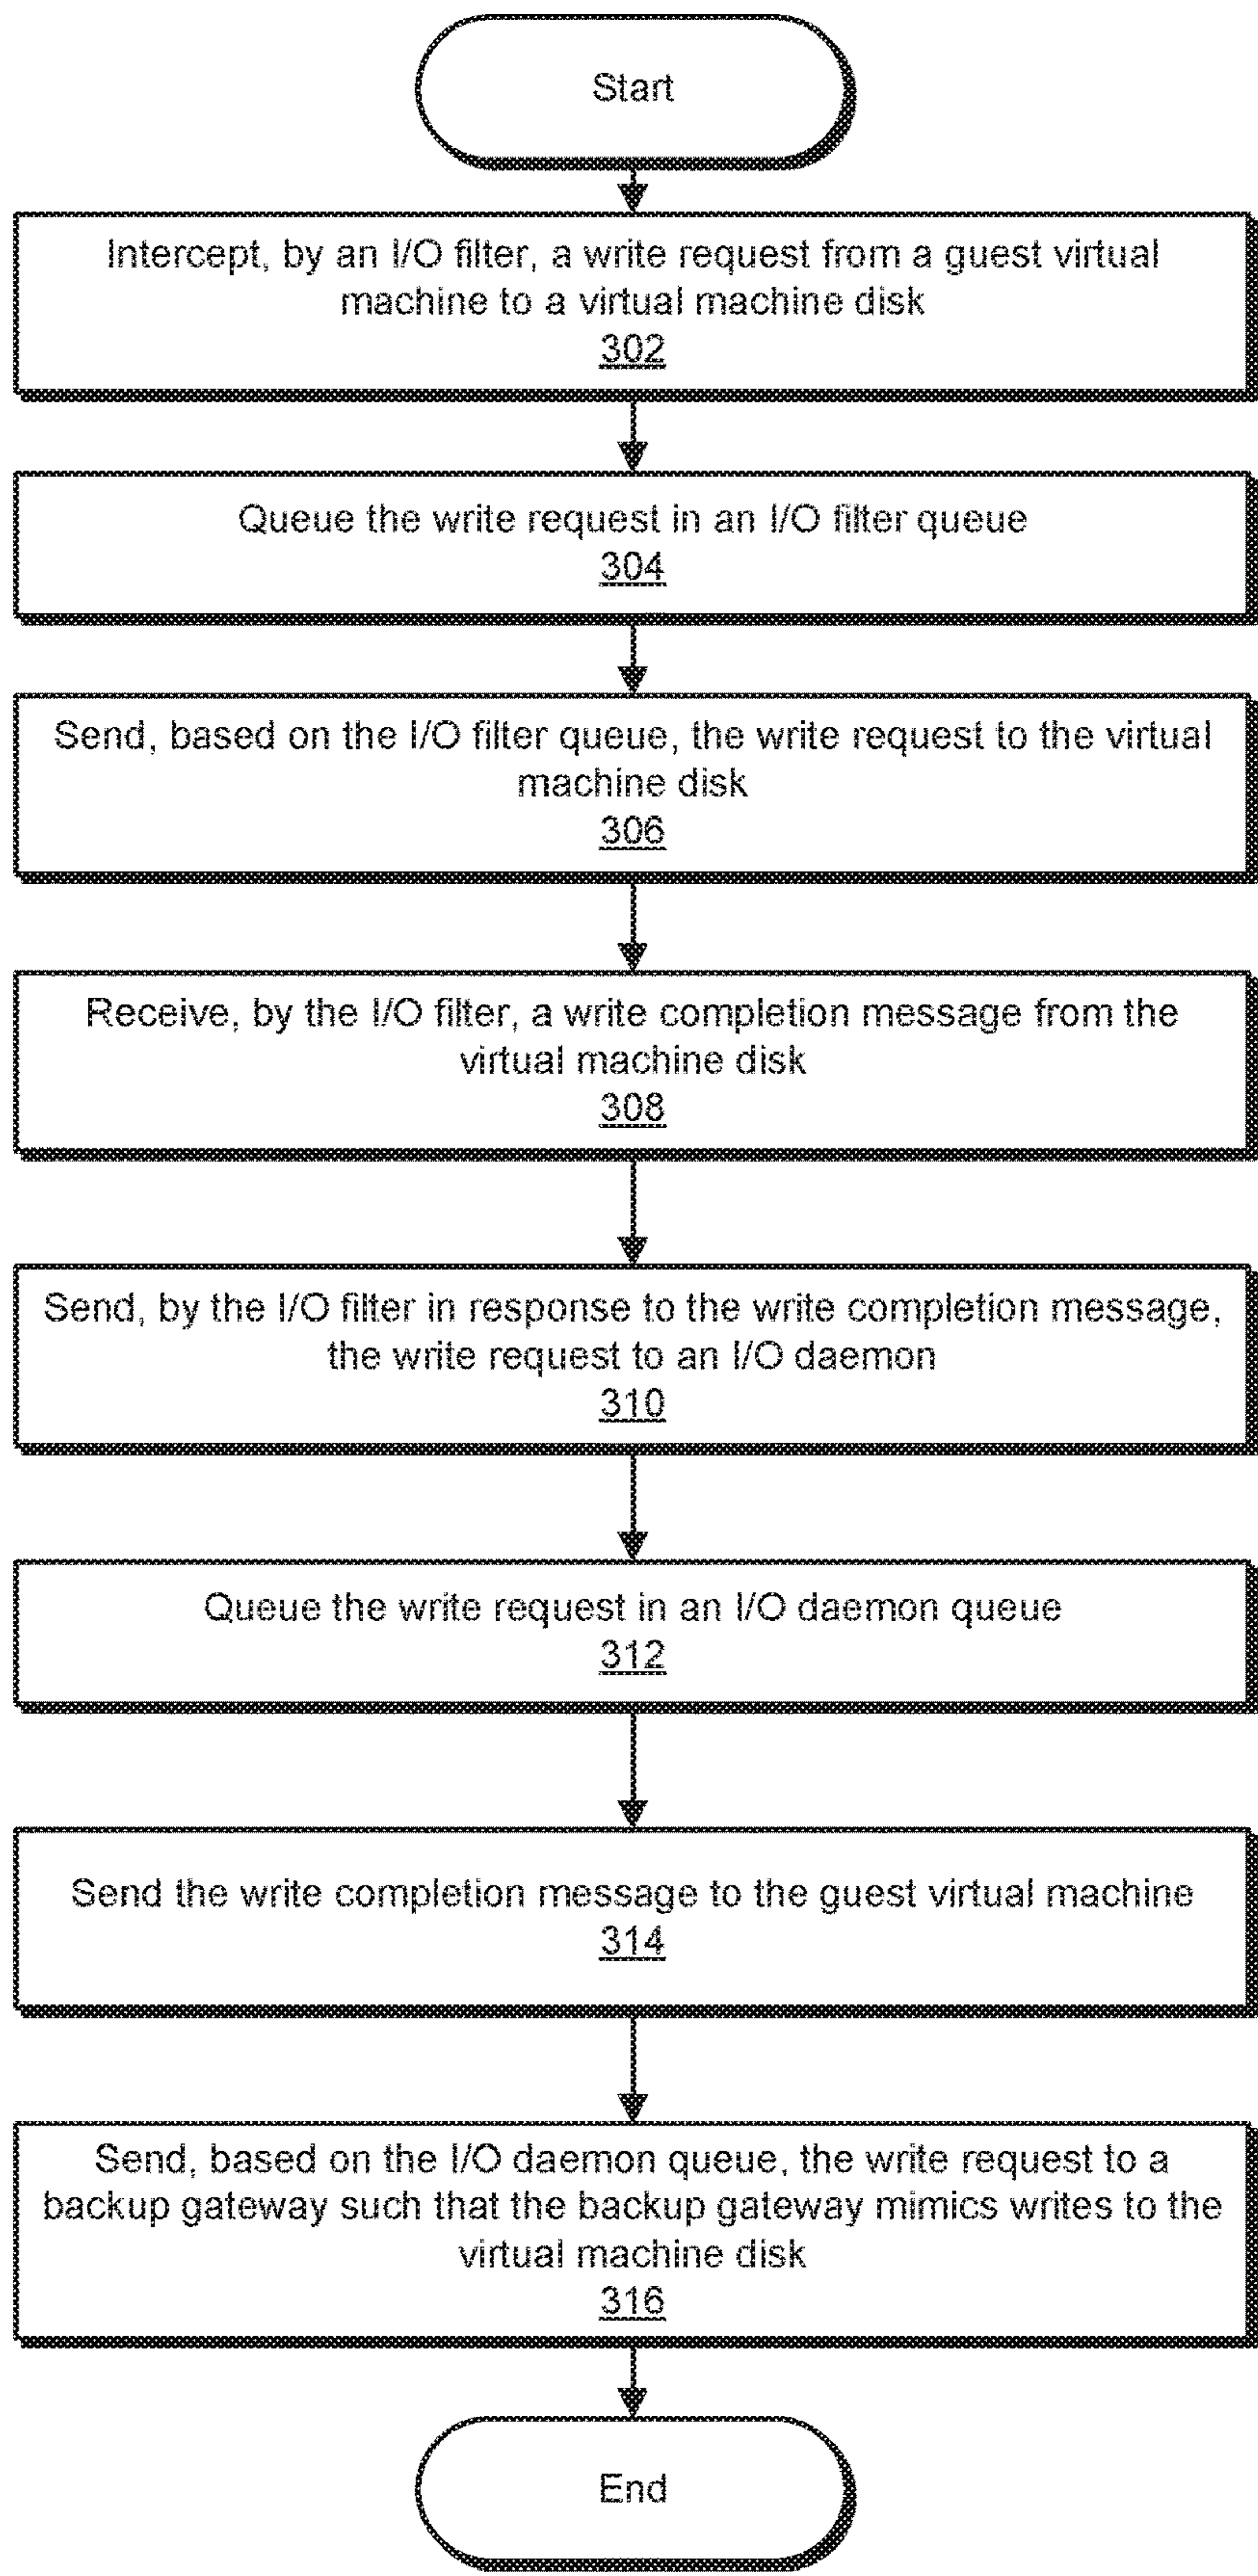 Start
Intercept, by an I/O filter, a write request from a guest virtual
machine to a virtual machine disk
302
Queue the write request in an I/O filter queue
304
Send, based on the I/O filter queue, the write request to the virtual
machine disk
306
Receive, by the I/O filter, a write completion message from the
virtual machine disk
308
Send, by the I/O filter in response to the write completion message,
the write request to an I/O daemon
310
Queue the write request in an I/O daemon queue
312
Send the write completion message to the guest virtual machine
314
Send, based on the I/O daemon queue, the write request to a
backup gateway such that the backup gateway mimics writes to the
virtual machine disk
316
End